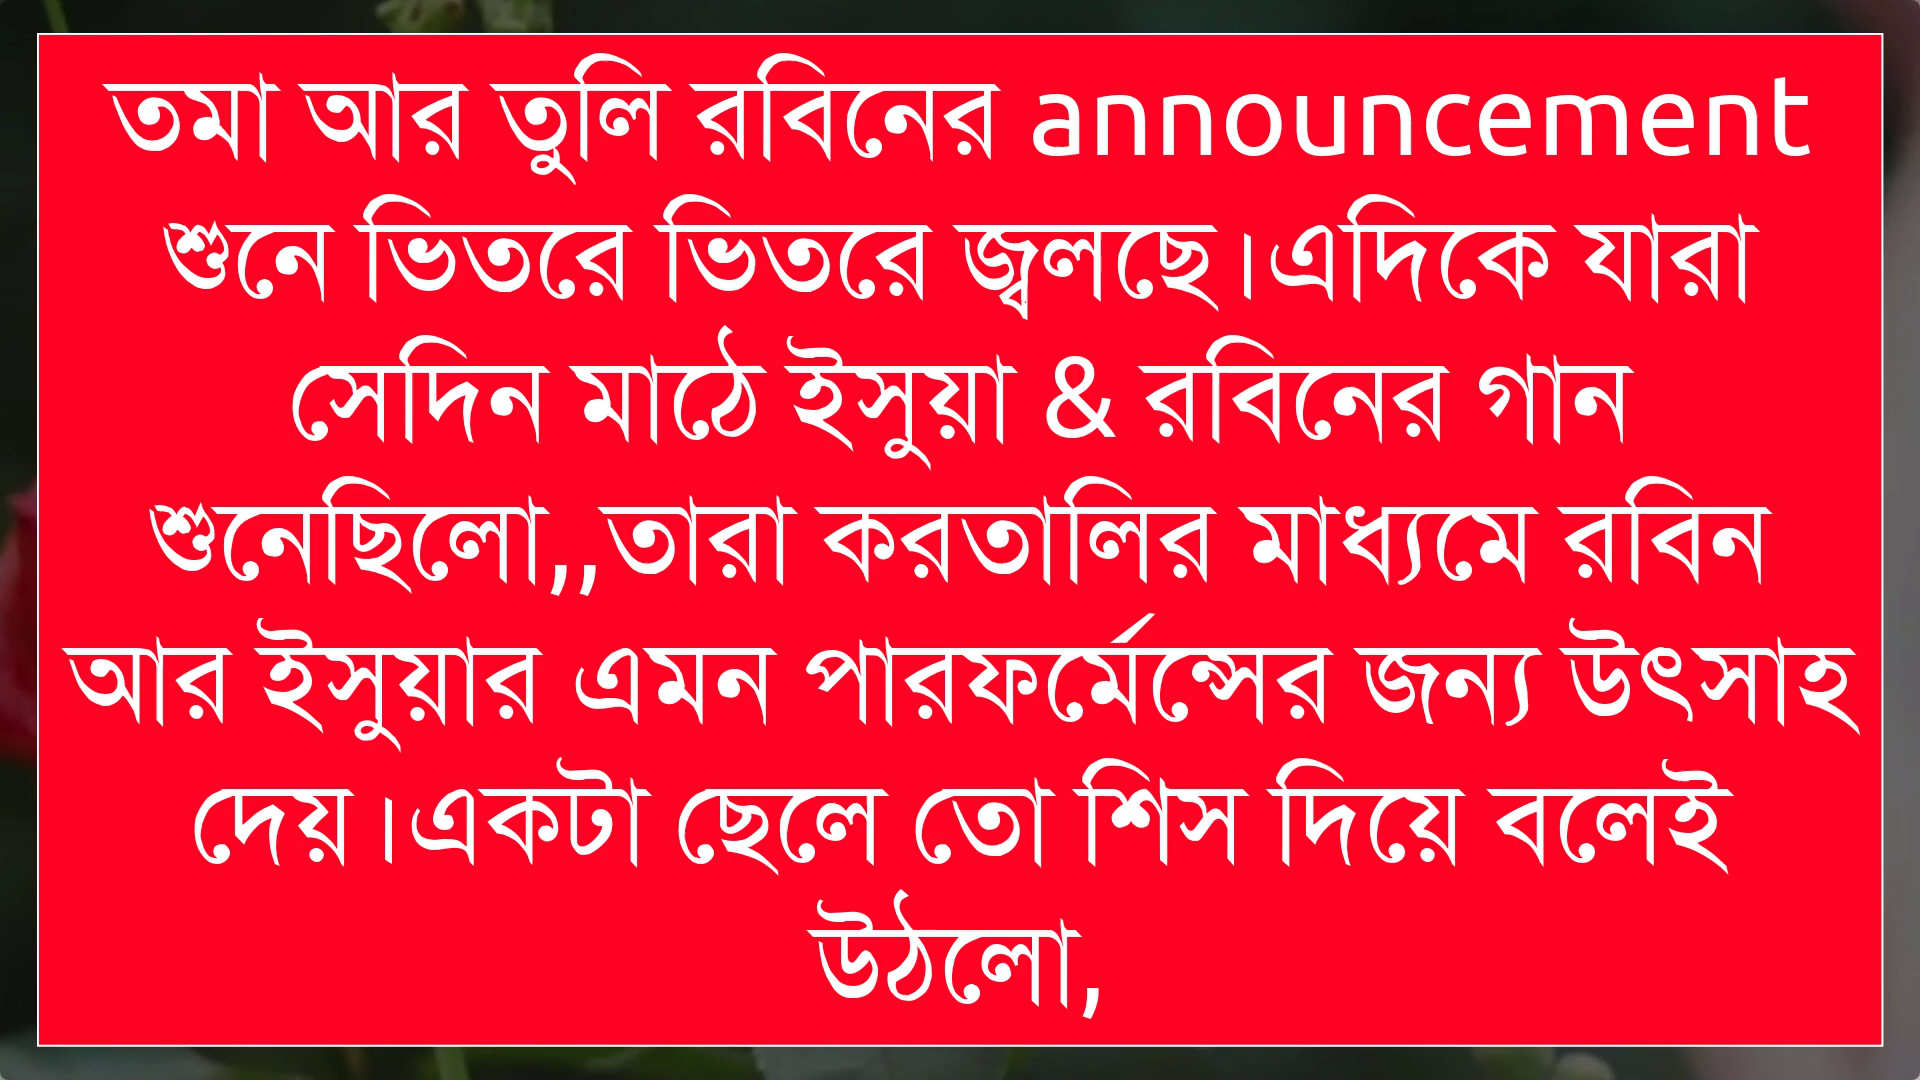 তমা আর তুলি রবিনের announcement
শুনে ভিতরে ভিতরে জ্বলছে।এদিকে যারা
সেদিন মাঠে ইসুয়া & রবিনের গান
শুনেছিলো,,তারা করতালির মাধ্যমে রবিন
আর ইসুয়ার এমন পারফর্মেন্সের জন্য উৎসাহ
দেয়।একটা ছেলে তো শিস দিয়ে বলেই
উঠলো,